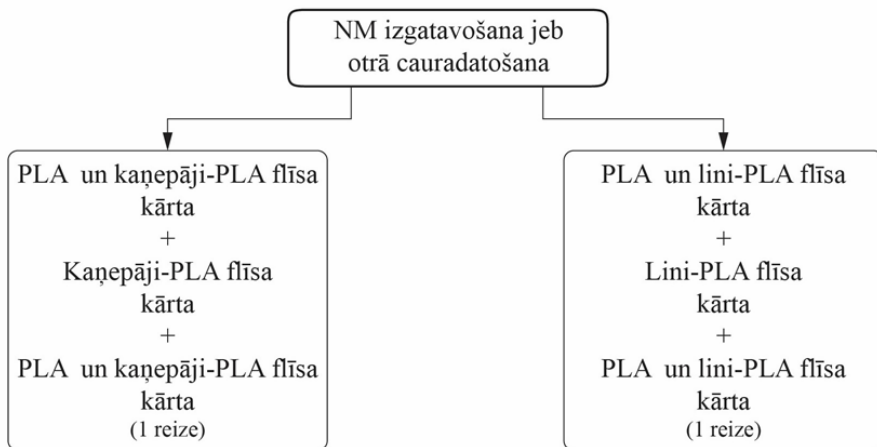 NM izgatavošana jeb
otrā cauradatošana
PLA un kaņepāji-PLA flīsa
kārta
+
Kaņepāji-PLA flīsa
kārta
+
PLA un kaņepāji-PLA flīsa
kārta
(1 reize)
PLA un lini-PLA flīsa
kārta
+
Lini-PLA flīsa
kārta
+
PLA un lini-PLA flīsa
kārta
(1 reize)